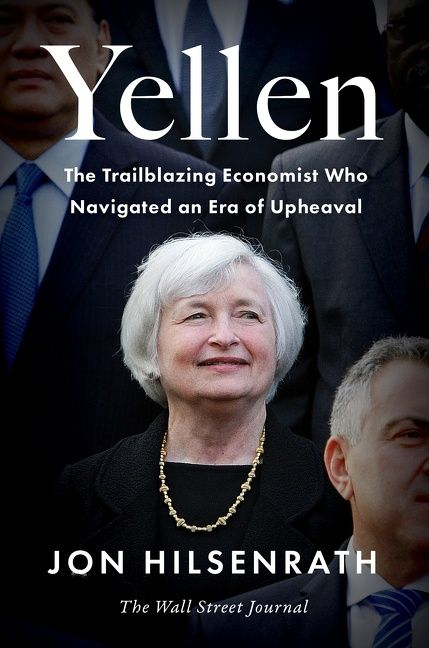 Yellen
The Trailblazing Economist Who
Navigated an Era of Upheaval
JON HILSENRATH
The Wall Street Journal